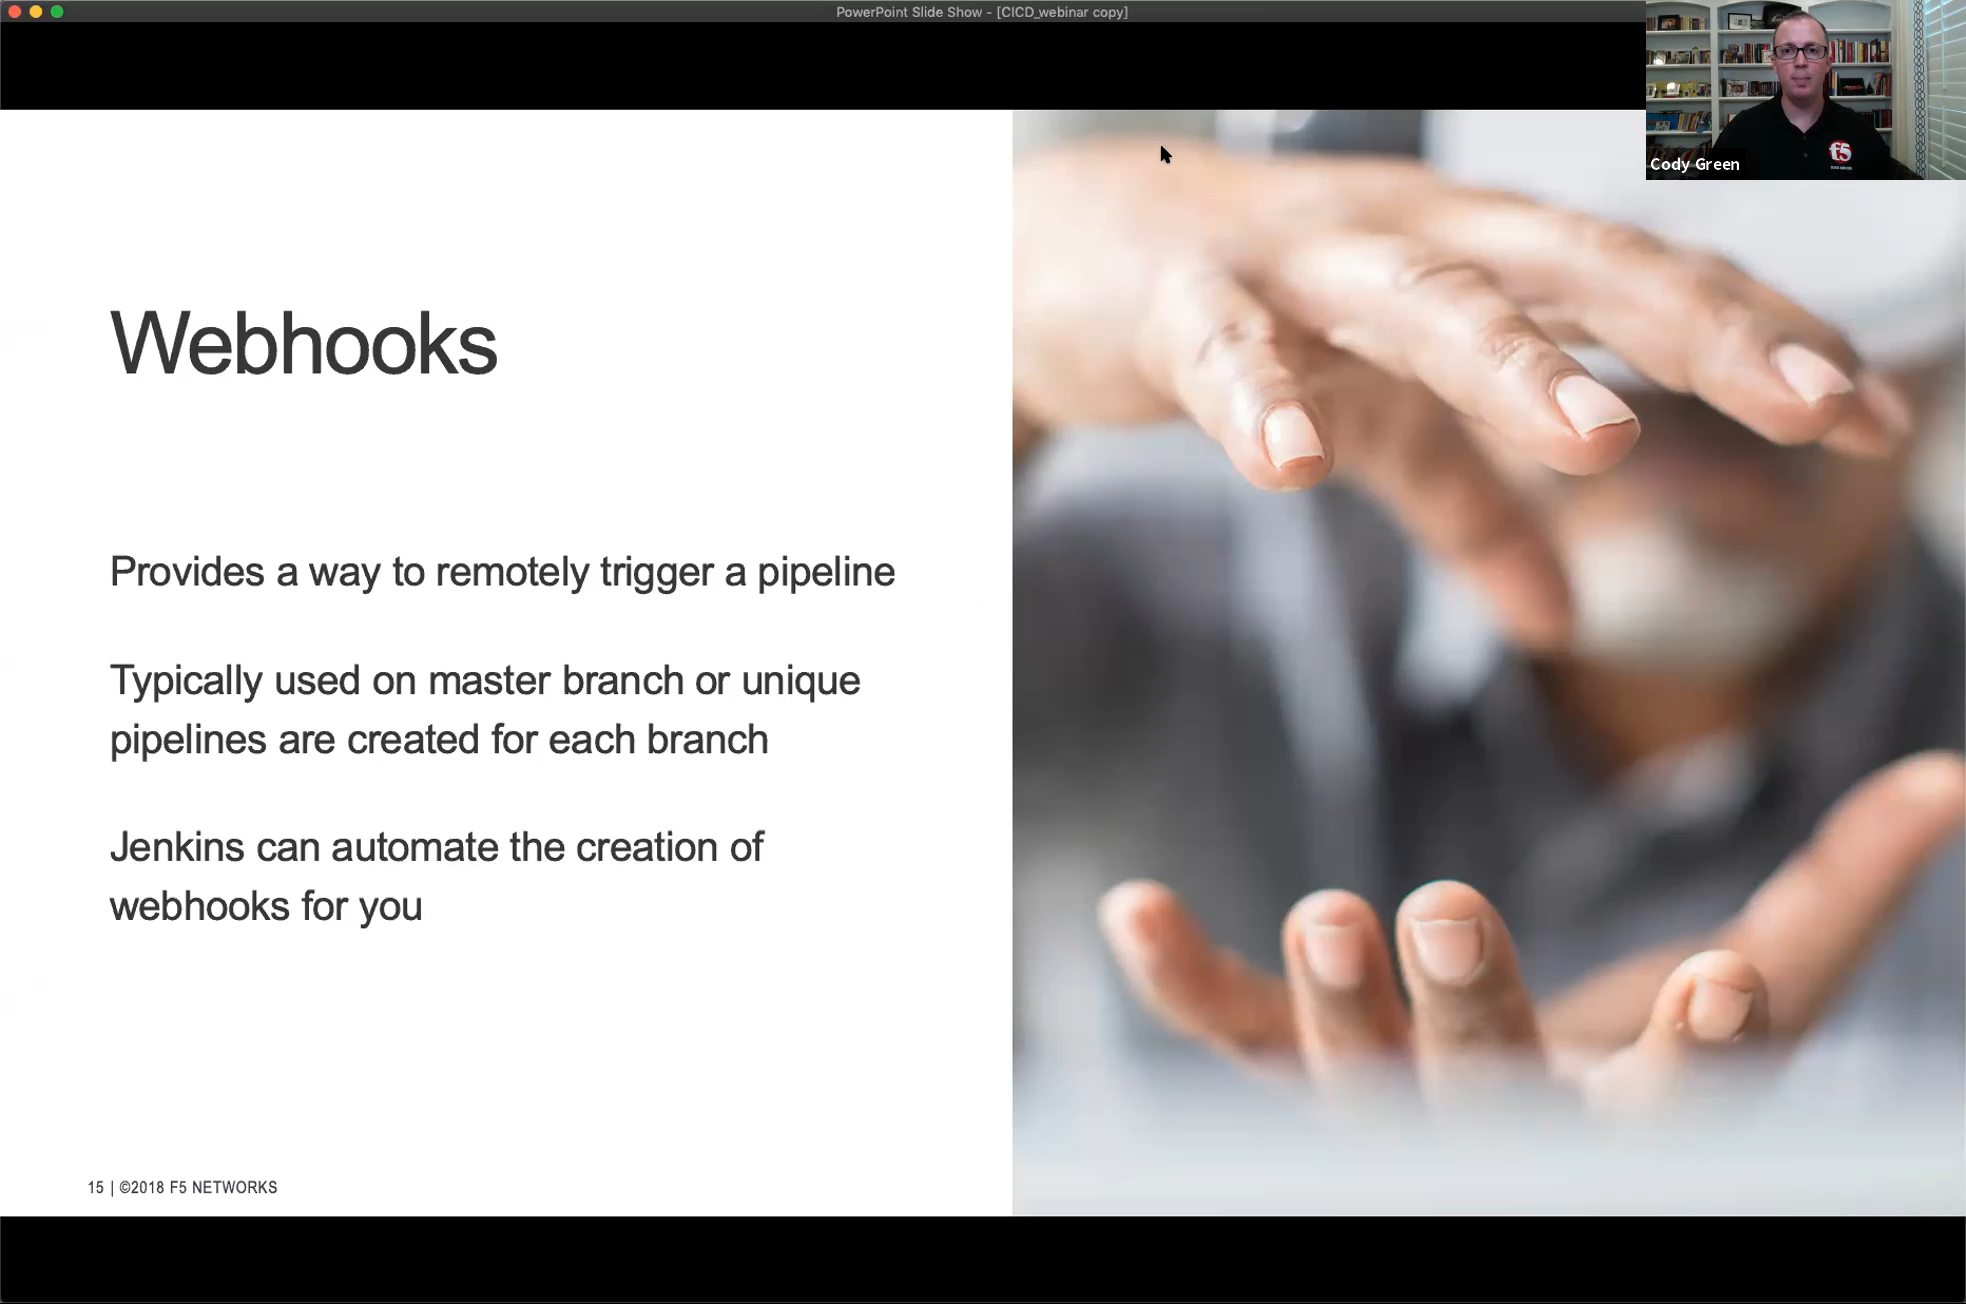 PowerPoint Slide Show - [CICD_webinar copy]
f5
Cody Green
Webhooks
Provides a way to remotely trigger a pipeline
Typically used on master branch or unique
pipelines are created for each branch
Jenkins can automate the creation of
webhooks for you
15 | ©2018 F5 NETWORKS